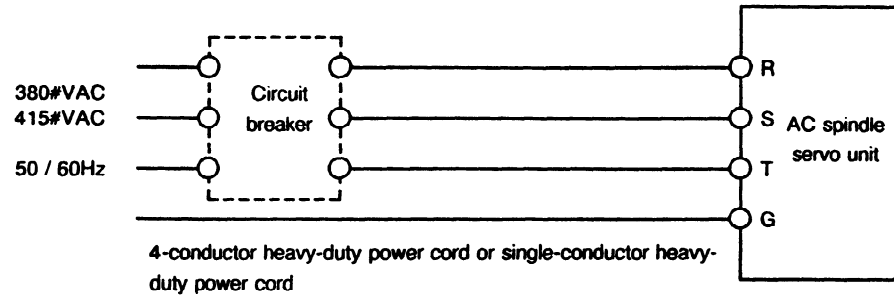 380#VAC
415#VAC
50 / 60Hz
Circuit
breaker
R
S
T
G
AC spindle
servo unit
4-conductor heavy-duty power cord or single-conductor heavy-
duty power cord